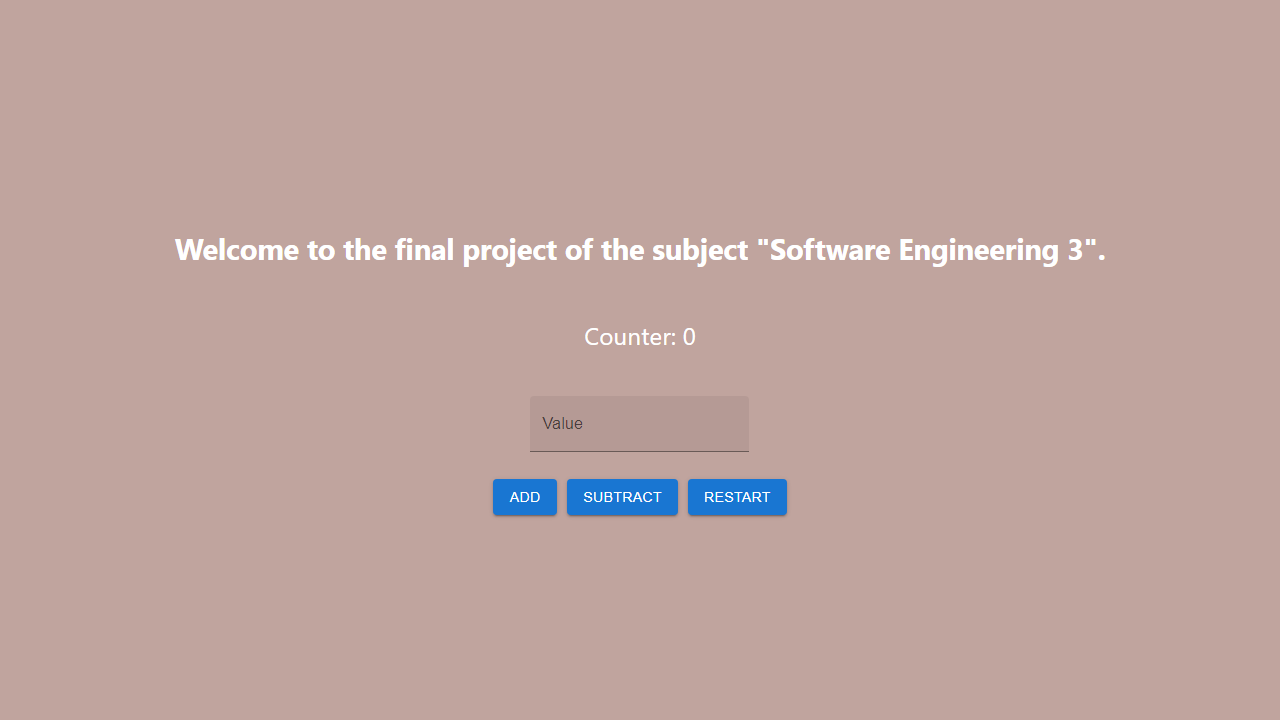 Welcome to the final project of the subject "Software Engineering 3".
Counter: 0
Value
ADD SUBTRACT RESTART